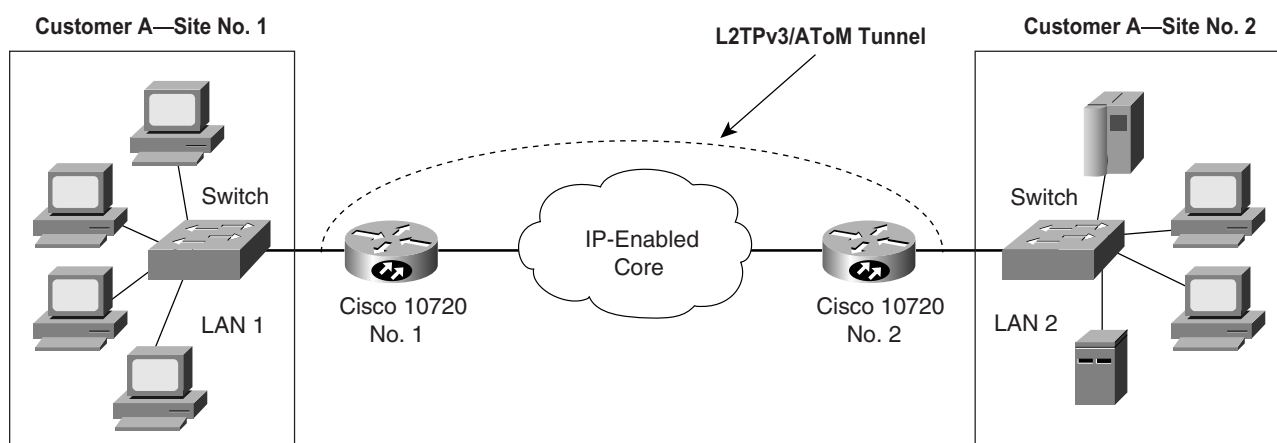 Customer A—Site No. 1
L2TPv3/AToM Tunnel
Customer A—Site No. 2
Switch
Switch
IP-Enabled
Core
LAN 1
Cisco 10720
No. 1
Cisco 10720
No. 2
LAN 2